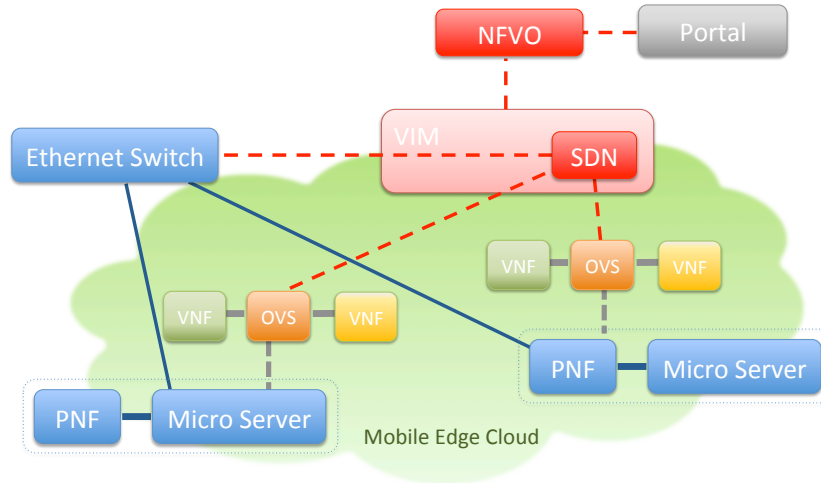 NFVO
Portal
VIM
Ethernet Switch
SDN
VNF
OVS
VNF
VNF
OVS
VNF
PNF
Micro Server
PNF
Micro Server
Mobile Edge Cloud